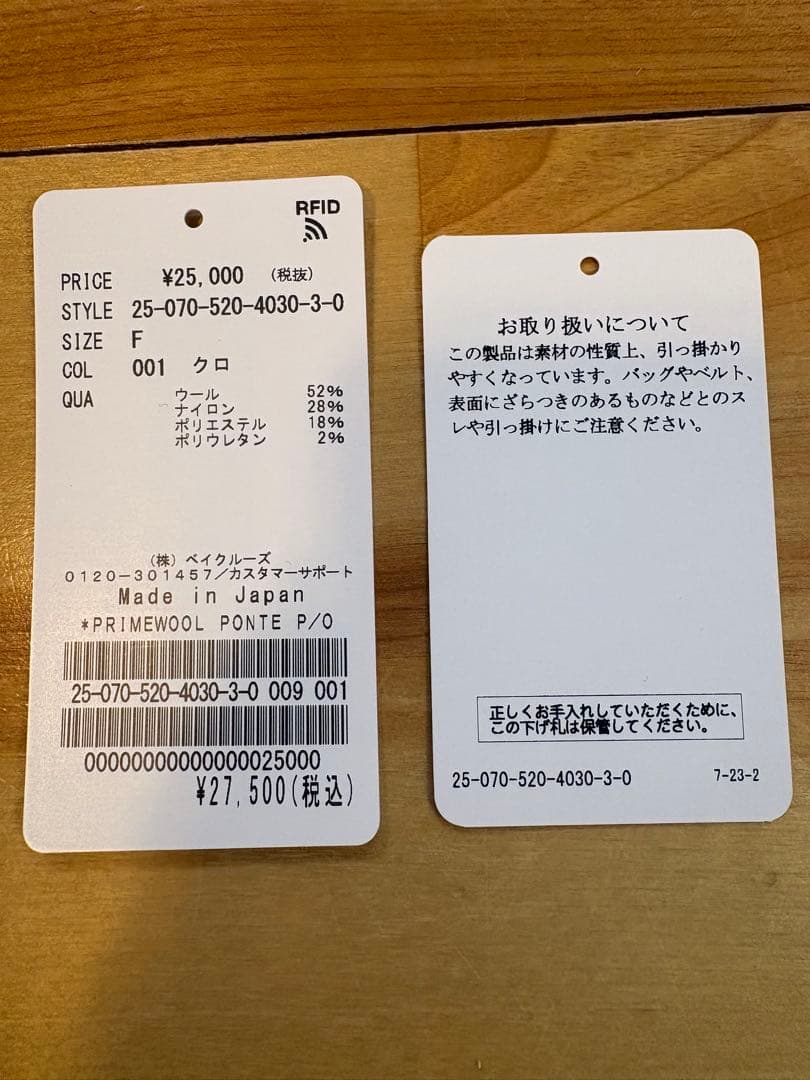 RFID
PRICE ¥25,000 (税抜)
STYLE 25-070-520-4030-3-0
SIZE F
COL 001 クロ
QUA ウール 52%
ナイロン 28%
ポリエステル 18%
ポリウレタン 2%
(株)ベイクルーズ
0120-301457/カスタマーサポート
Made in Japan
*PRIMEWOOL PONTE P/O
25-070-520-4030-3-0 009 001
00000000000000025000
¥27,500(税込)
お取り扱いについて
この製品は素材の性質上、引っ掛かり
やすくなっています。バッグやベルト、
表面にざらつきのあるものなどとのス
レや引っ掛けにご注意ください。
正しくお手入れしていただくために、
この下げ札は保管してください。
25-070-520-4030-3-0 7-23-2